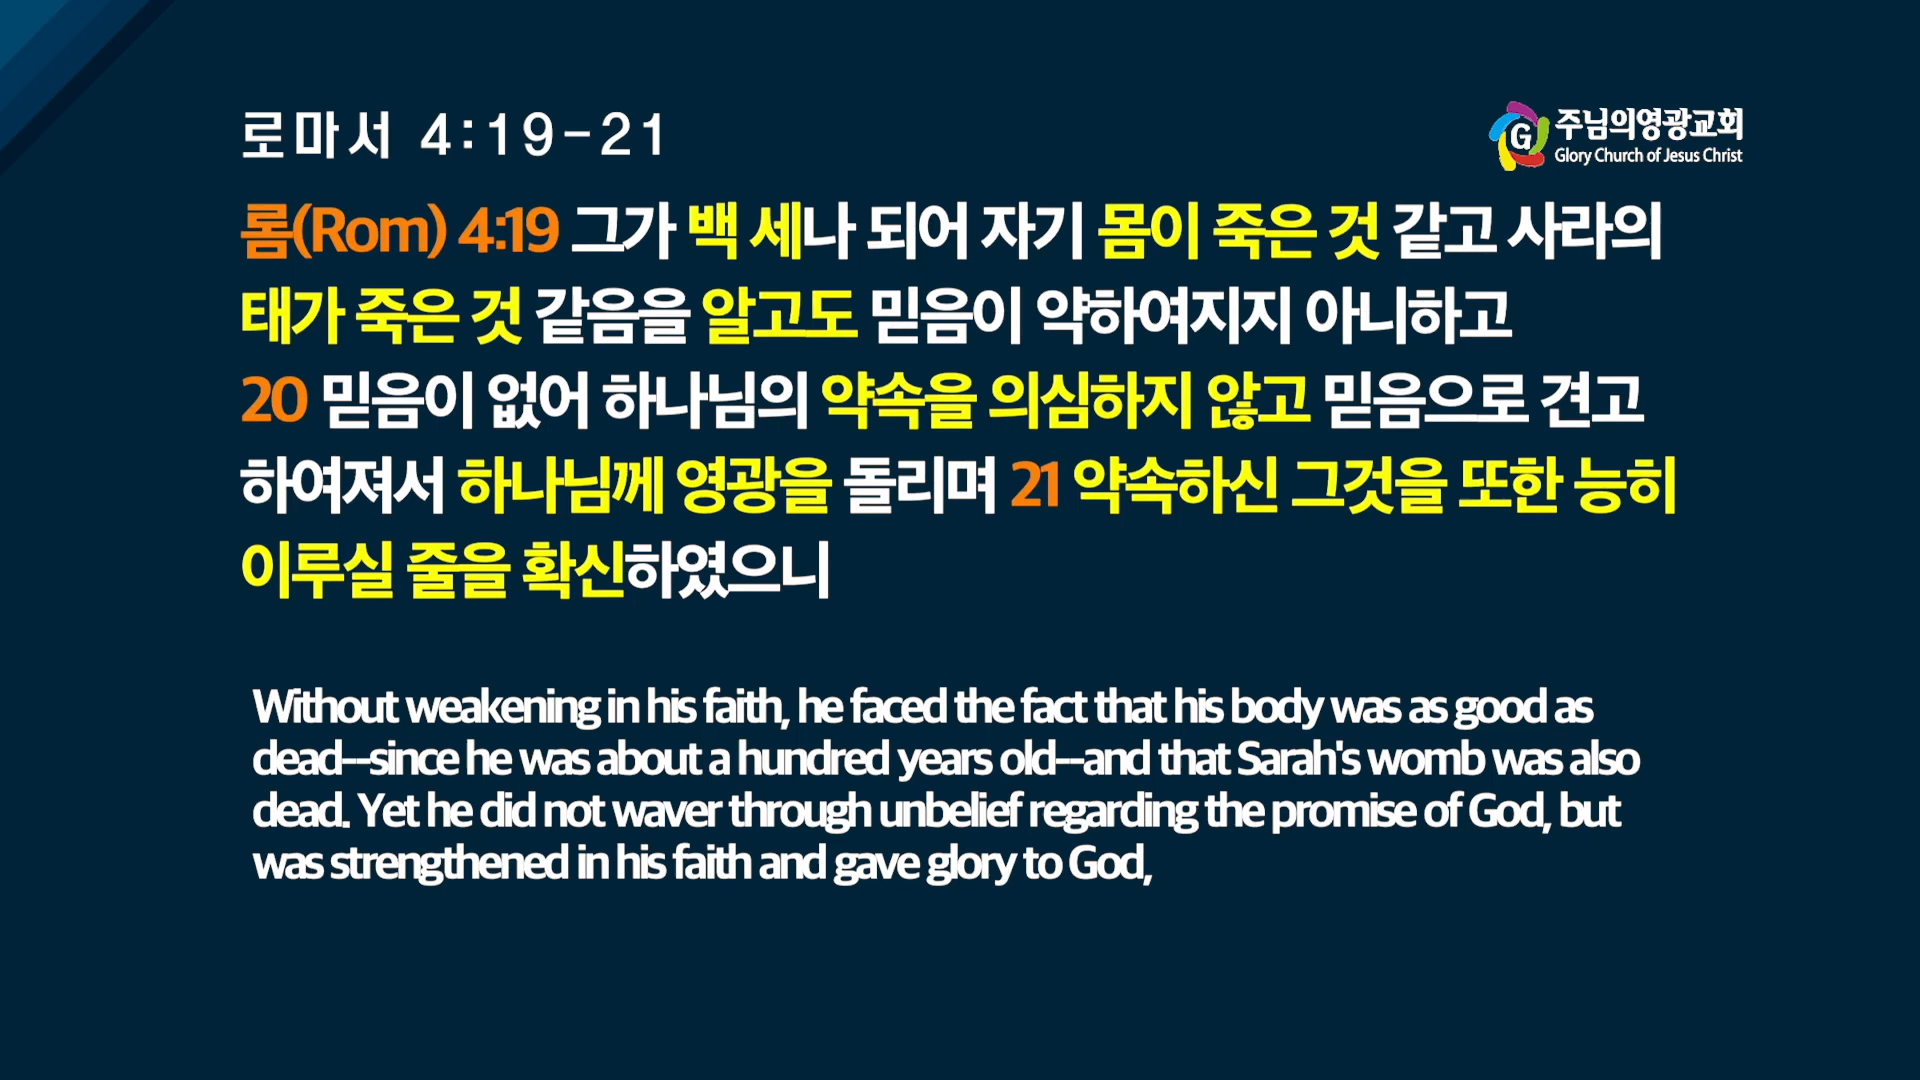 로마서 4:19-21
G 주님의영광교회
Glory Church of Jesus Christ
롬(Rom) 4:19 그가 백 세나 되어 자기 몸이 죽은 것 같고 사라의
태가 죽은 것 같음을 알고도 믿음이 약하여지지 아니하고
20 믿음이 없어 하나님의 약속을 의심하지 않고 믿음으로 견고
하여져서 하나님께 영광을 돌리며 21 약속하신 그것을 또한 능히
이루실 줄을 확신하였으니
Without weakening in his faith, he faced the fact that his body was as good as
dead--since he was about a hundred years old--and that Sarah's womb was also
dead. Yet he did not waver through unbelief regarding the promise of God, but
was strengthened in his faith and gave glory to God,